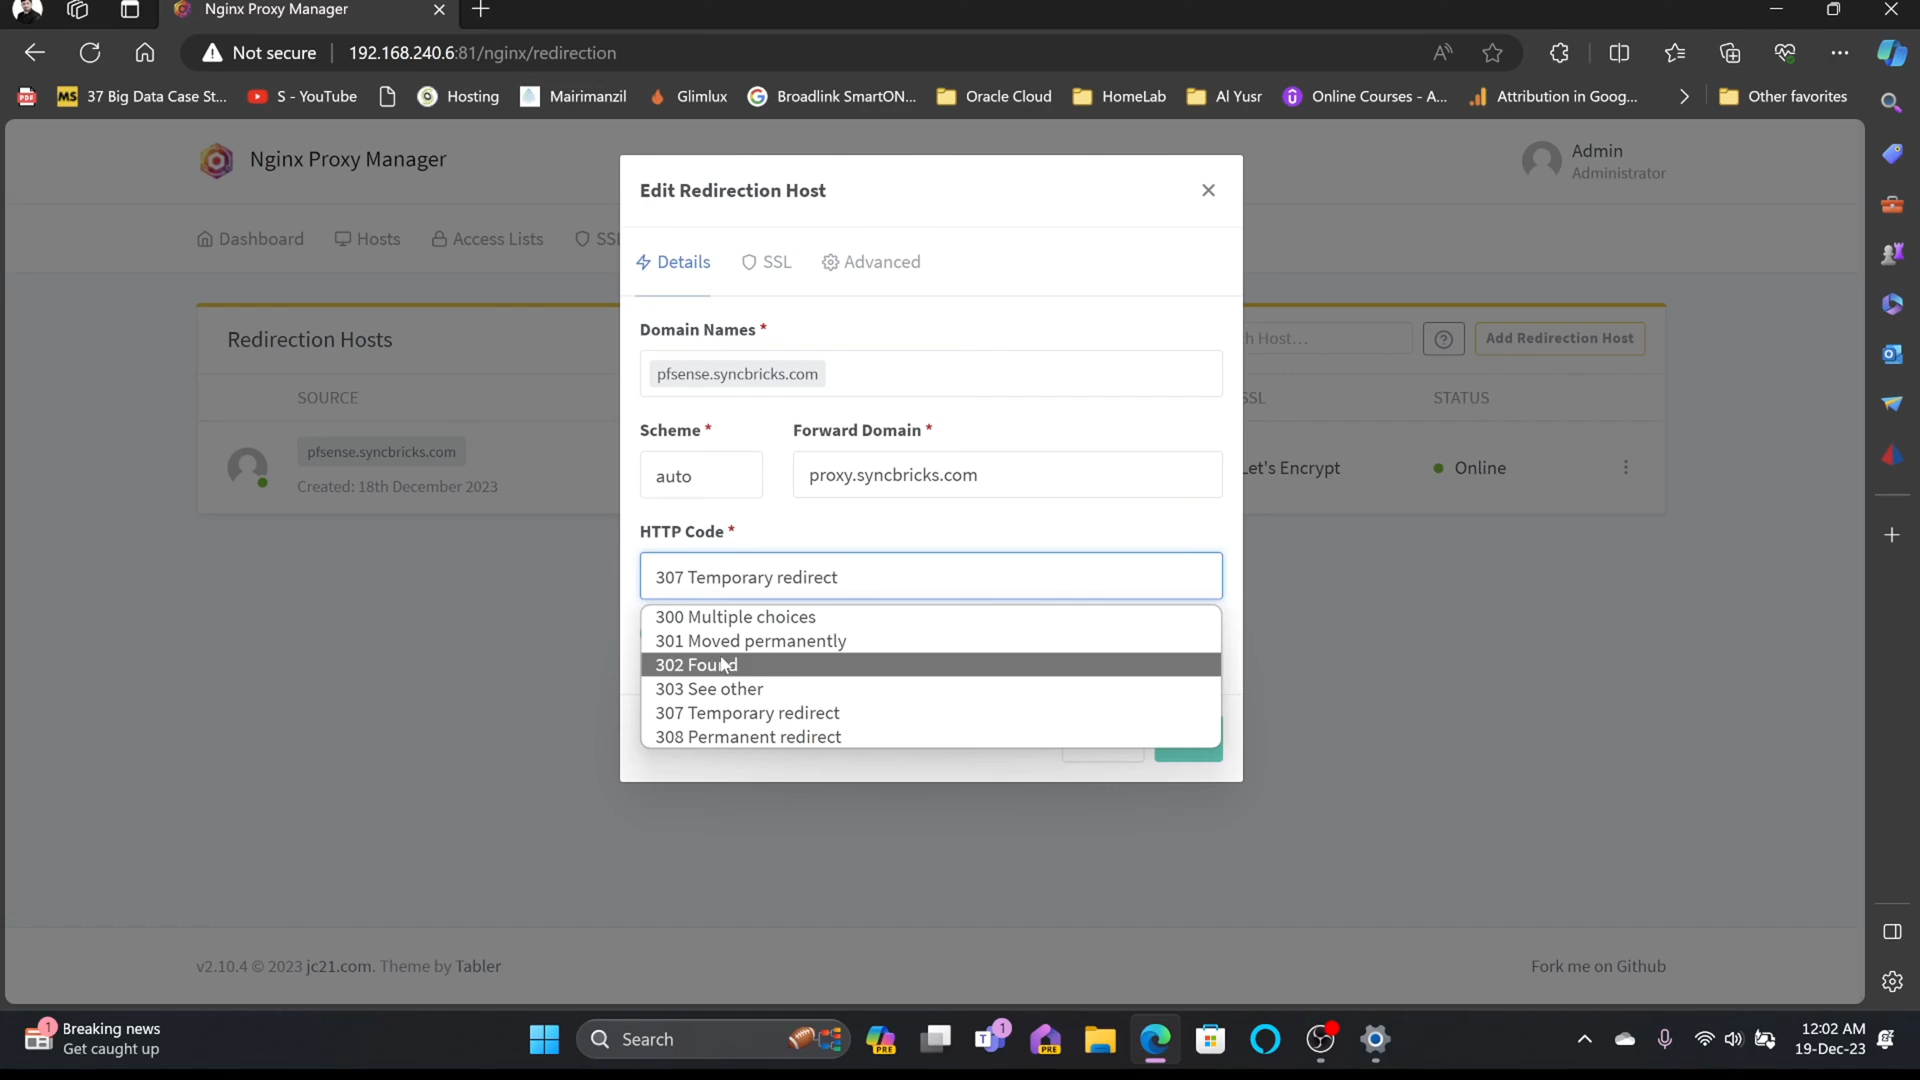 Nginx Proxy Manager
Not secure
192.168.240.6:81/nginx/redirection
37 Big Data Case St...
S - YouTube
Hosting
Mairimanzil
Glimlux
Broadlink SmartON...
Oracle Cloud
HomeLab
Al Yusr
Online Courses - A...
Attribution in Goog...
Other favorites
Nginx Proxy Manager
Admin
Administrator
Dashboard
Hosts
Access Lists
SSL
Redirection Hosts
h Host...
Add Redirection Host
SOURCE
SSL
STATUS
pfsense.syncbricks.com
Created: 18th December 2023
Let's Encrypt
Online
Edit Redirection Host
Details
SSL
Advanced
Domain Names *
pfsense.syncbricks.com
Scheme *
Forward Domain *
auto
proxy.syncbricks.com
HTTP Code *
307 Temporary redirect
300 Multiple choices
301 Moved permanently
302 Found
303 See other
307 Temporary redirect
308 Permanent redirect
v2.10.4 © 2023 jc21.com. Theme by Tabler
Fork me on Github
1
Breaking news
Get caught up
Search
PRE
1
PRE
12:02 AM
19-Dec-23